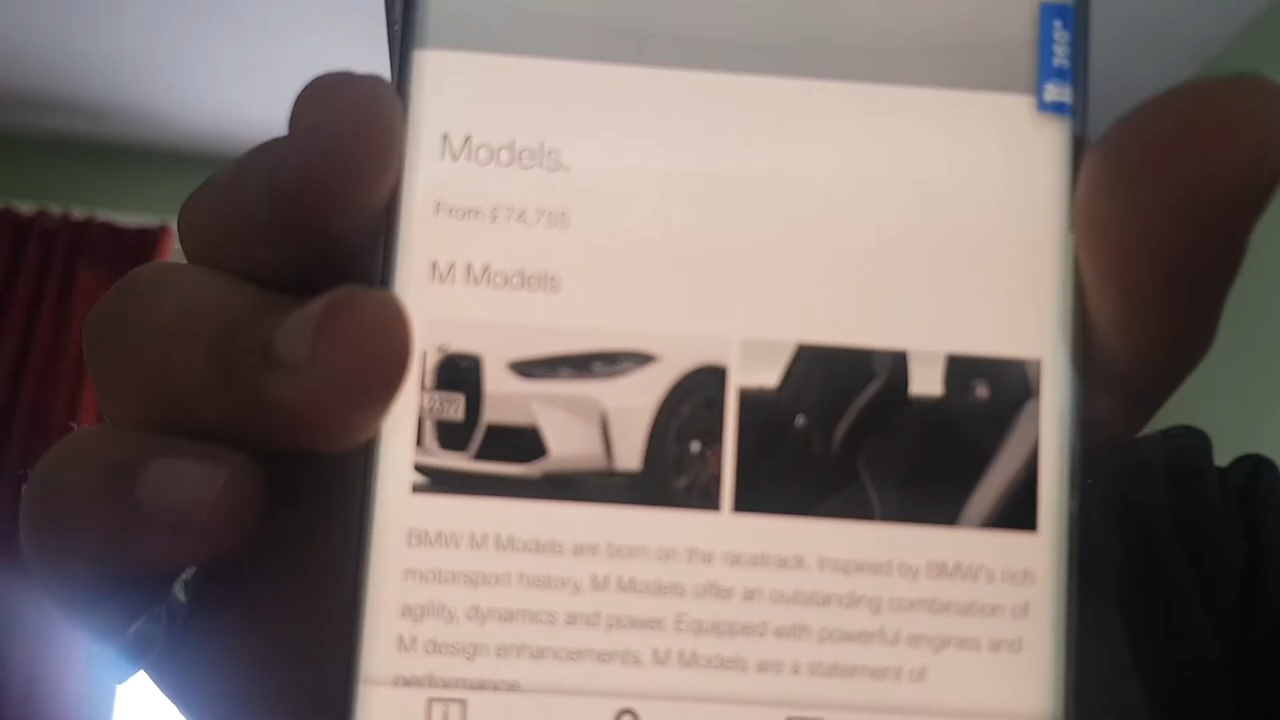 360°
Models.
From $74,795
M Models
BMW M Models are born on the racetrack. Inspired by BMW's rich
motorsport history, M Models offer an outstanding combination of
agility, dynamics and power. Equipped with powerful engines and
M design enhancements, M Models are a statement of
performance.